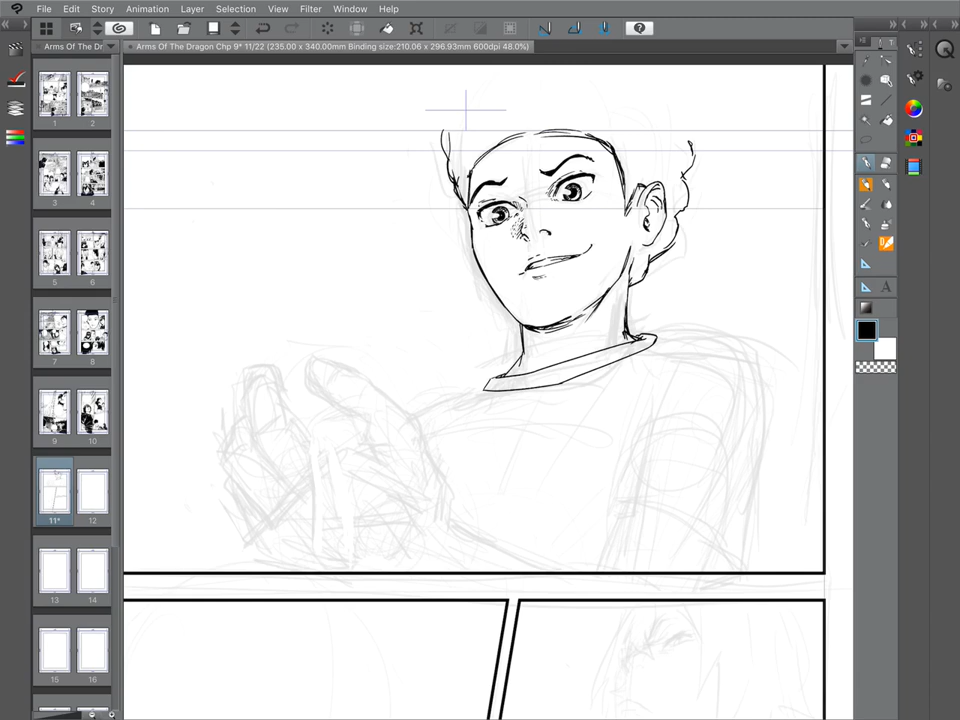 File Edit Story Animation Layer Selection View Filter Window Help
Arms Of The Dr
Arms Of The Dragon Chp 9* 11/22 (235.00 x 340.00mm Binding size:210.06 x 296.93mm 600dpi 48.0%)
1 2
3 4
5 6
7 8
9 10
11* 12
13 14
15 16
T
A